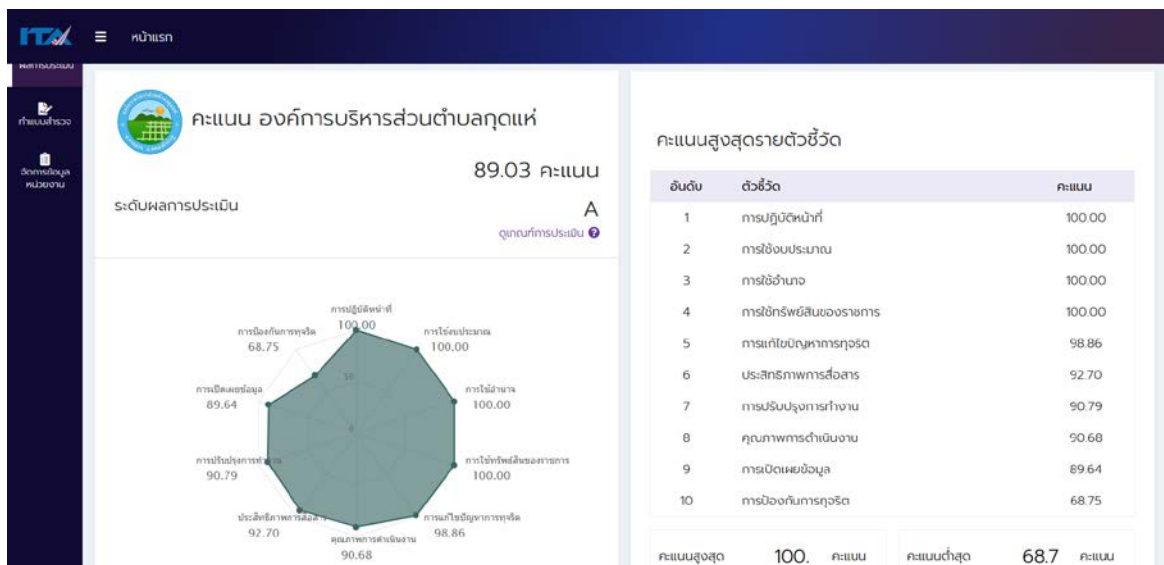 ITA
หน้าแรก
ผลการประเมิน
ทำแบบสำรวจ
จัดการข้อมูล
หน่วยงาน
คะแนน องค์การบริหารส่วนตำบลกุดแห่
89.03 คะแนน
ระดับผลการประเมิน
A
ดูเกณฑ์การประเมิน
การปฏิบัติหน้าที่
100.00
การใช้งบประมาณ
100.00
การใช้อำนาจ
100.00
การใช้ทรัพย์สินของราชการ
100.00
การแก้ไขปัญหาการทุจริต
98.86
คุณภาพการดำเนินงาน
90.68
ประสิทธิภาพการสื่อสาร
92.70
การปรับปรุงการทำงาน
90.79
การเปิดเผยข้อมูล
89.64
การป้องกันการทุจริต
68.75
50
0
คะแนนสูงสุดรายตัวชี้วัด
อันดับ ตัวชี้วัด คะแนน
1 การปฏิบัติหน้าที่ 100.00
2 การใช้งบประมาณ 100.00
3 การใช้อำนาจ 100.00
4 การใช้ทรัพย์สินของราชการ 100.00
5 การแก้ไขปัญหาการทุจริต 98.86
6 ประสิทธิภาพการสื่อสาร 92.70
7 การปรับปรุงการทำงาน 90.79
8 คุณภาพการดำเนินงาน 90.68
9 การเปิดเผยข้อมูล 89.64
10 การป้องกันการทุจริต 68.75
คะแนนสูงสุด 100. คะแนน คะแนนต่ำสุด 68.7 คะแนน